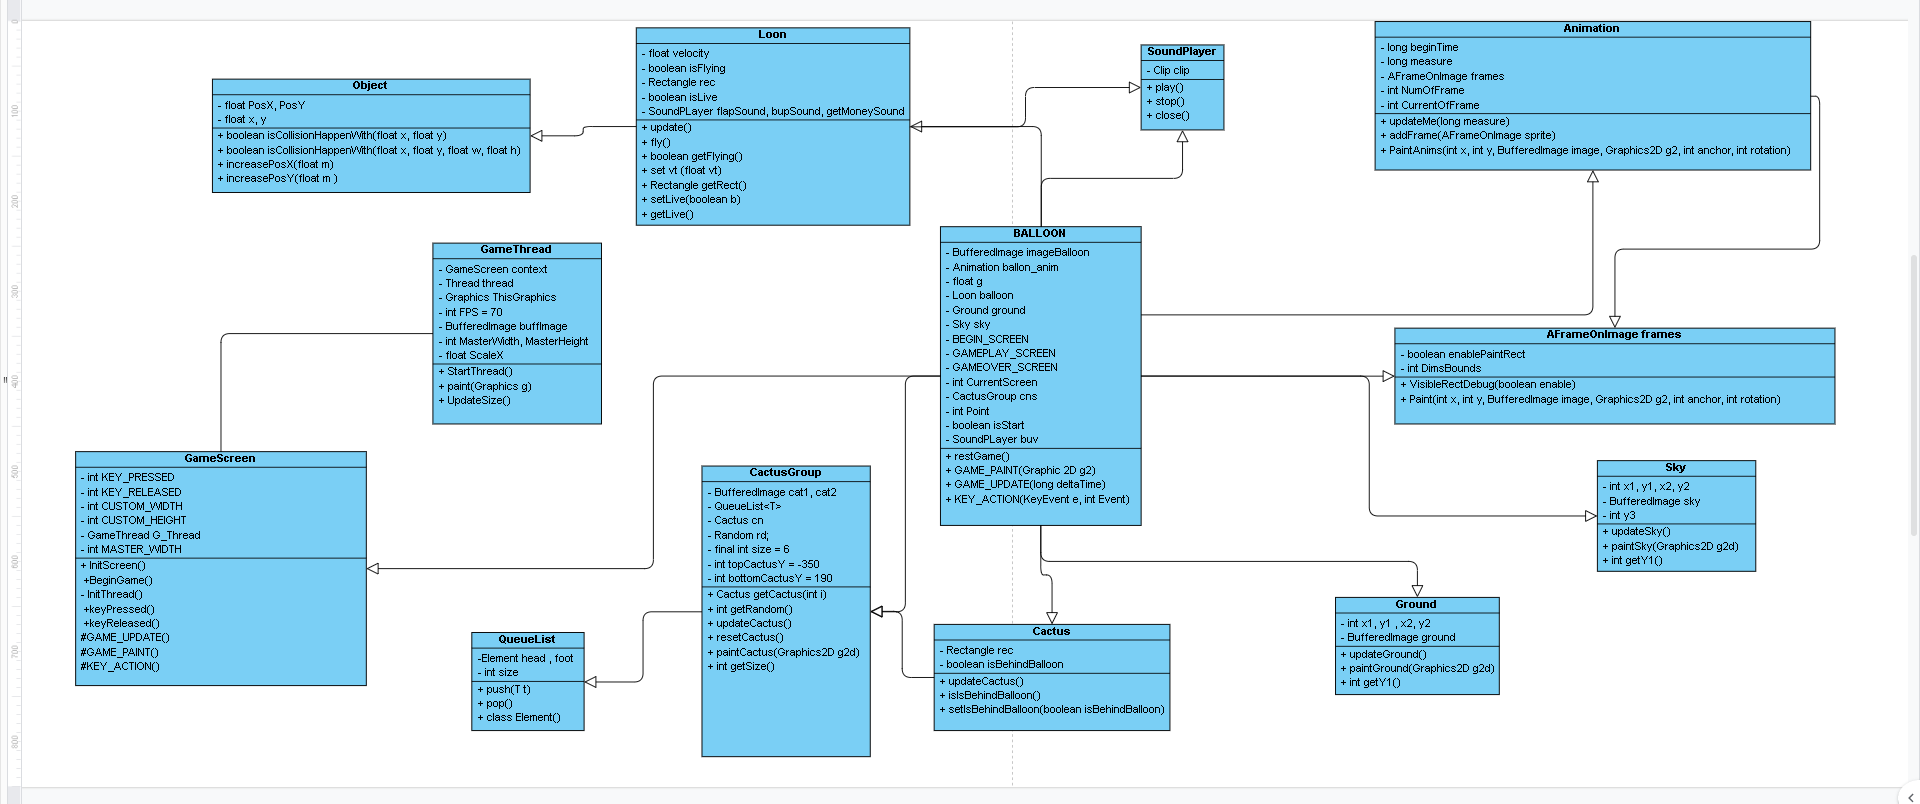 Object
- float PosX, PosY
- float x, y
+ boolean isCollisionHappenWith(float x, float y)
+ boolean isCollisionHappenWith(float x, float y, float w, float h)
+ increasePosX(float m)
+ increasePosY(float m )
Loon
- float velocity
- boolean isFlying
- Rectangle rec
- boolean isLive
- SoundPLayer flapSound, bupSound, getMoneySound
+ update()
+ fly()
+ boolean getFlying()
+ set vt (float vt)
+ Rectangle getRect()
+ setLive(boolean b)
+ getLive()
SoundPlayer
- Clip clip
+ play()
+ stop()
+ close()
Animation
- long beginTime
- long measure
- AFrameOnImage frames
- int NumOfFrame
- int CurrentOfFrame
+ updateMe(long measure)
+ addFrame(AFrameOnImage sprite)
+ PaintAnims(int x, int y, BufferedImage image, Graphics2D g2, int anchor, int rotation)
GameThread
- GameScreen context
- Thread thread
- Graphics ThisGraphics
- int FPS = 70
- BufferedImage buffImage
- int MasterWidth, MasterHeight
- float ScaleX
+ StartThread()
+ paint(Graphics g)
+ UpdateSize()
BALLOON
- BufferedImage imageBalloon
- Animation ballon_anim
- float g
- Loon balloon
- Ground ground
- Sky sky
- BEGIN_SCREEN
- GAMEPLAY_SCREEN
- GAMEOVER_SCREEN
- int CurrentScreen
- CactusGroup cns
- int Point
- boolean isStart
- SoundPLayer buv
+ restGame()
+ GAME_PAINT(Graphic 2D g2)
+ GAME_UPDATE(long deltaTime)
+ KEY_ACTION(KeyEvent e, int Event)
AFrameOnImage frames
- boolean enablePaintRect
- int DimsBounds
+ VisibleRectDebug(boolean enable)
+ Paint(int x, int y, BufferedImage image, Graphics2D g2, int anchor, int rotation)
GameScreen
- int KEY_PRESSED
- int KEY_RELEASED
- int CUSTOM_WIDTH
- int CUSTOM_HEIGHT
- GameThread G_Thread
- int MASTER_WIDTH
+ InitScreen()
+BeginGame()
- InitThread()
+keyPressed()
+keyReleased()
#GAME_UPDATE()
#GAME_PAINT()
#KEY_ACTION()
CactusGroup
- BufferedImage cat1, cat2
- QueueList<T>
- Cactus cn
- Random rd;
- final int size = 6
- int topCactusY = -350
- int bottomCactusY = 190
+ Cactus getCactus(int i)
+ int getRandom()
+ updateCactus()
+ resetCactus()
+ paintCactus(Graphics2D g2d)
+ int getSize()
Sky
- int x1, y1, x2, y2
- BufferedImage sky
- int y3
+ updateSky()
+ paintSky(Graphics2D g2d)
+ int getY1()
QueueList
-Element head , foot
- int size
+ push(T t)
+ pop()
+ class Element()
Cactus
- Rectangle rec
- boolean isBehindBalloon
+ updateCactus()
+ isIsBehindBalloon()
+ setIsBehindBalloon(boolean isBehindBalloon)
Ground
- int x1, y1 , x2, y2
- BufferedImage ground
+ updateGround()
+ paintGround(Graphics2D g2d)
+ int getY1()
0
100
200
300
400
500
600
700
800